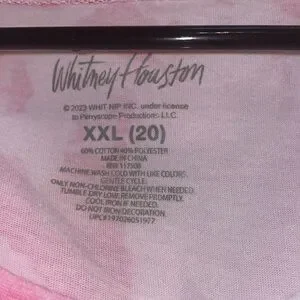 Whitney Houston
© 2023 WHIT NIP INC. under license
to Perryscope Productions LLC.
XXL (20)
60% COTTON 40% POLYESTER
MADE IN CHINA
MACHINE WASH COLD WITH LIKE COLORS.
GENTLE CYCLE.
ONLY NON-CHLORINE BLEACH WHEN NEEDED.
TUMBLE DRY LOW, REMOVE PROMPTLY.
COOL IRON IF NEEDED.
DO NOT IRON DECORATION.